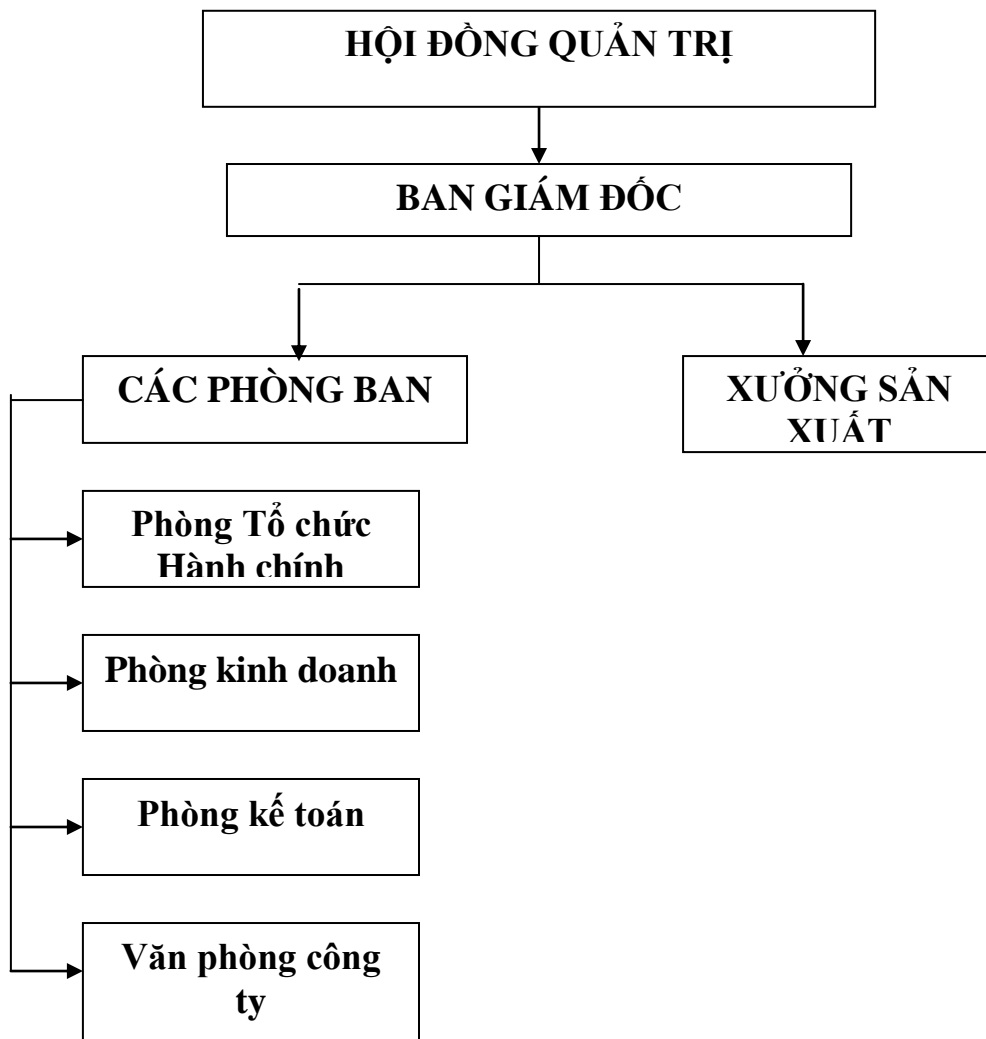 HỘI ĐỒNG QUẢN TRỊ
BAN GIÁM ĐỐC
CÁC PHÒNG BAN
XƯỞNG SẢN
XUẤT
Phòng Tổ chức
Hành chính
Phòng kinh doanh
Phòng kế toán
Văn phòng công
ty